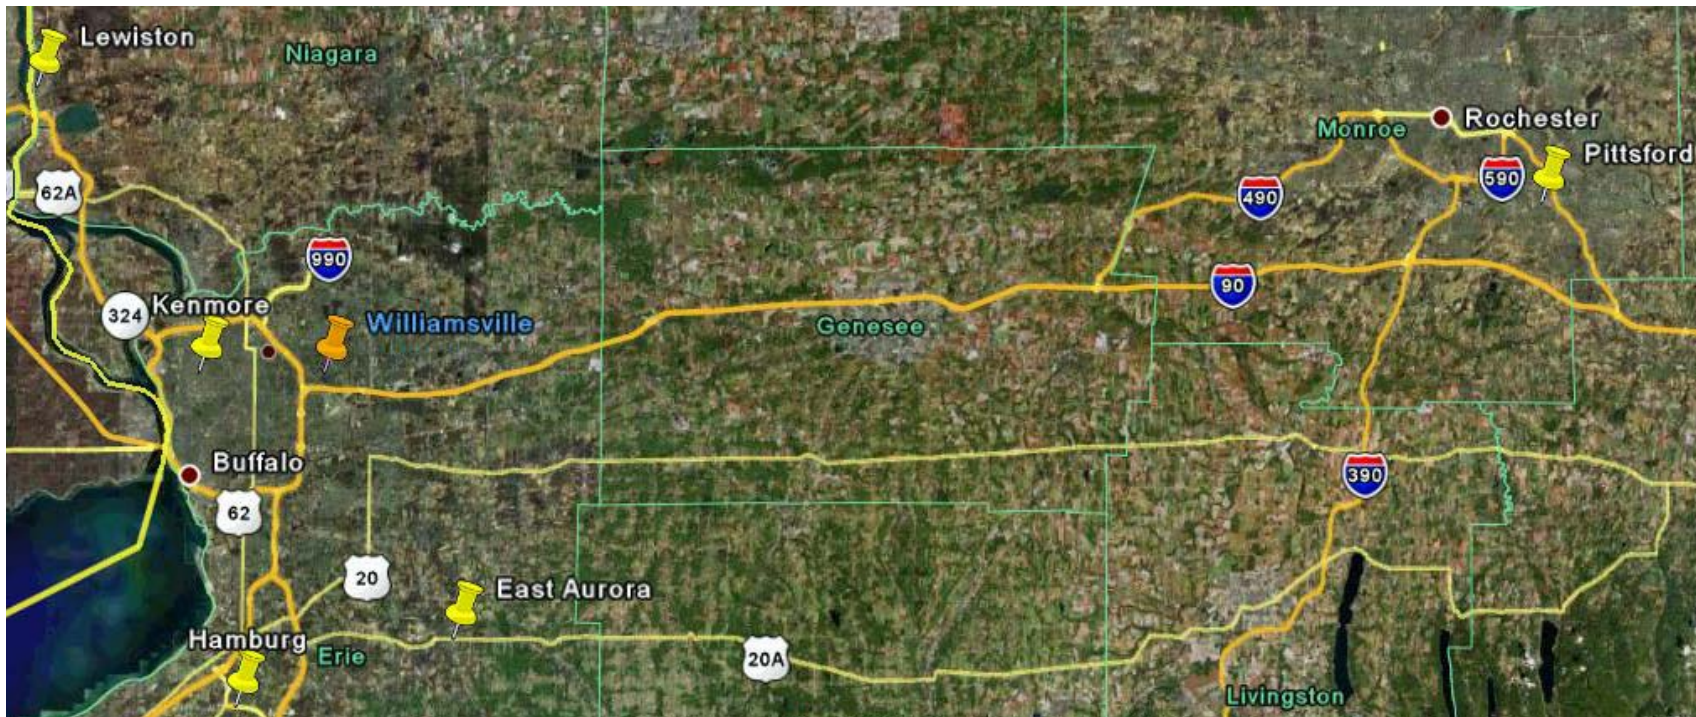 Lewiston
Niagara
Rochester
Monroe
Pittsford
62A
590
490
990
90
Kenmore
324
Williamsville
Genesee
Buffalo
390
62
20
East Aurora
Hamburg
Erie
20A
Livingston